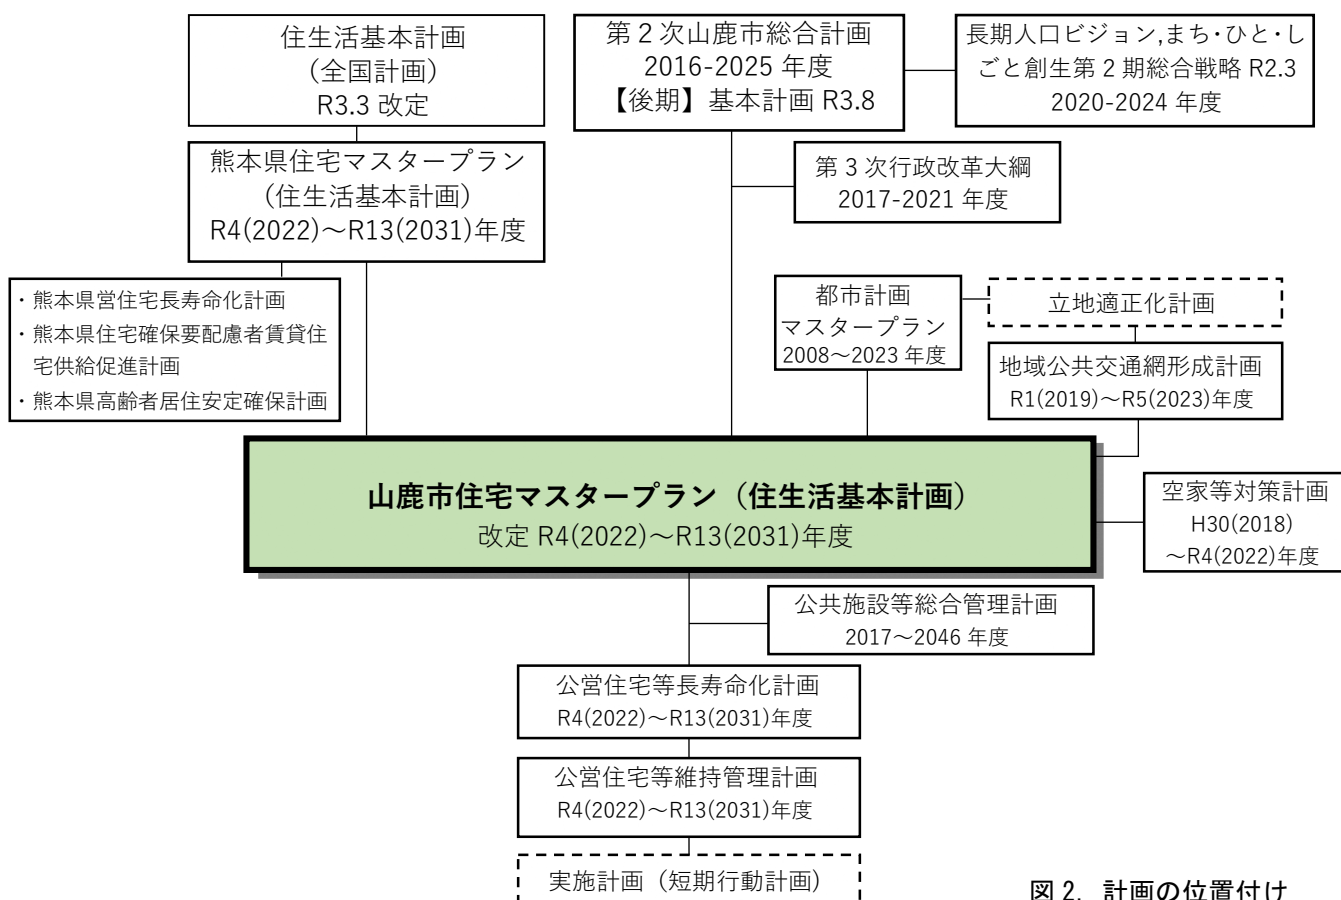 住生活基本計画
(全国計画)
R3.3 改定
第2次山鹿市総合計画
2016-2025 年度
【後期】基本計画 R3.8
長期人口ビジョン,まち・ひと・し
ごと創生第2期総合戦略 R2.3
2020-2024 年度
熊本県住宅マスタープラン
(住生活基本計画)
R4(2022)～R13(2031)年度
第3次行政改革大綱
2017-2021 年度
・熊本県営住宅長寿命化計画
・熊本県住宅確保要配慮者賃貸住
宅供給促進計画
・熊本県高齢者居住安定確保計画
都市計画
マスタープラン
2008～2023 年度
立地適正化計画
地域公共交通網形成計画
R1(2019)～R5(2023)年度
山鹿市住宅マスタープラン（住生活基本計画）
改定 R4(2022)～R13(2031)年度
空家等対策計画
H30(2018)
～R4(2022)年度
公共施設等総合管理計画
2017～2046 年度
公営住宅等長寿命化計画
R4(2022)～R13(2031)年度
公営住宅等維持管理計画
R4(2022)～R13(2031)年度
実施計画（短期行動計画）
図 2. 計画の位置付け